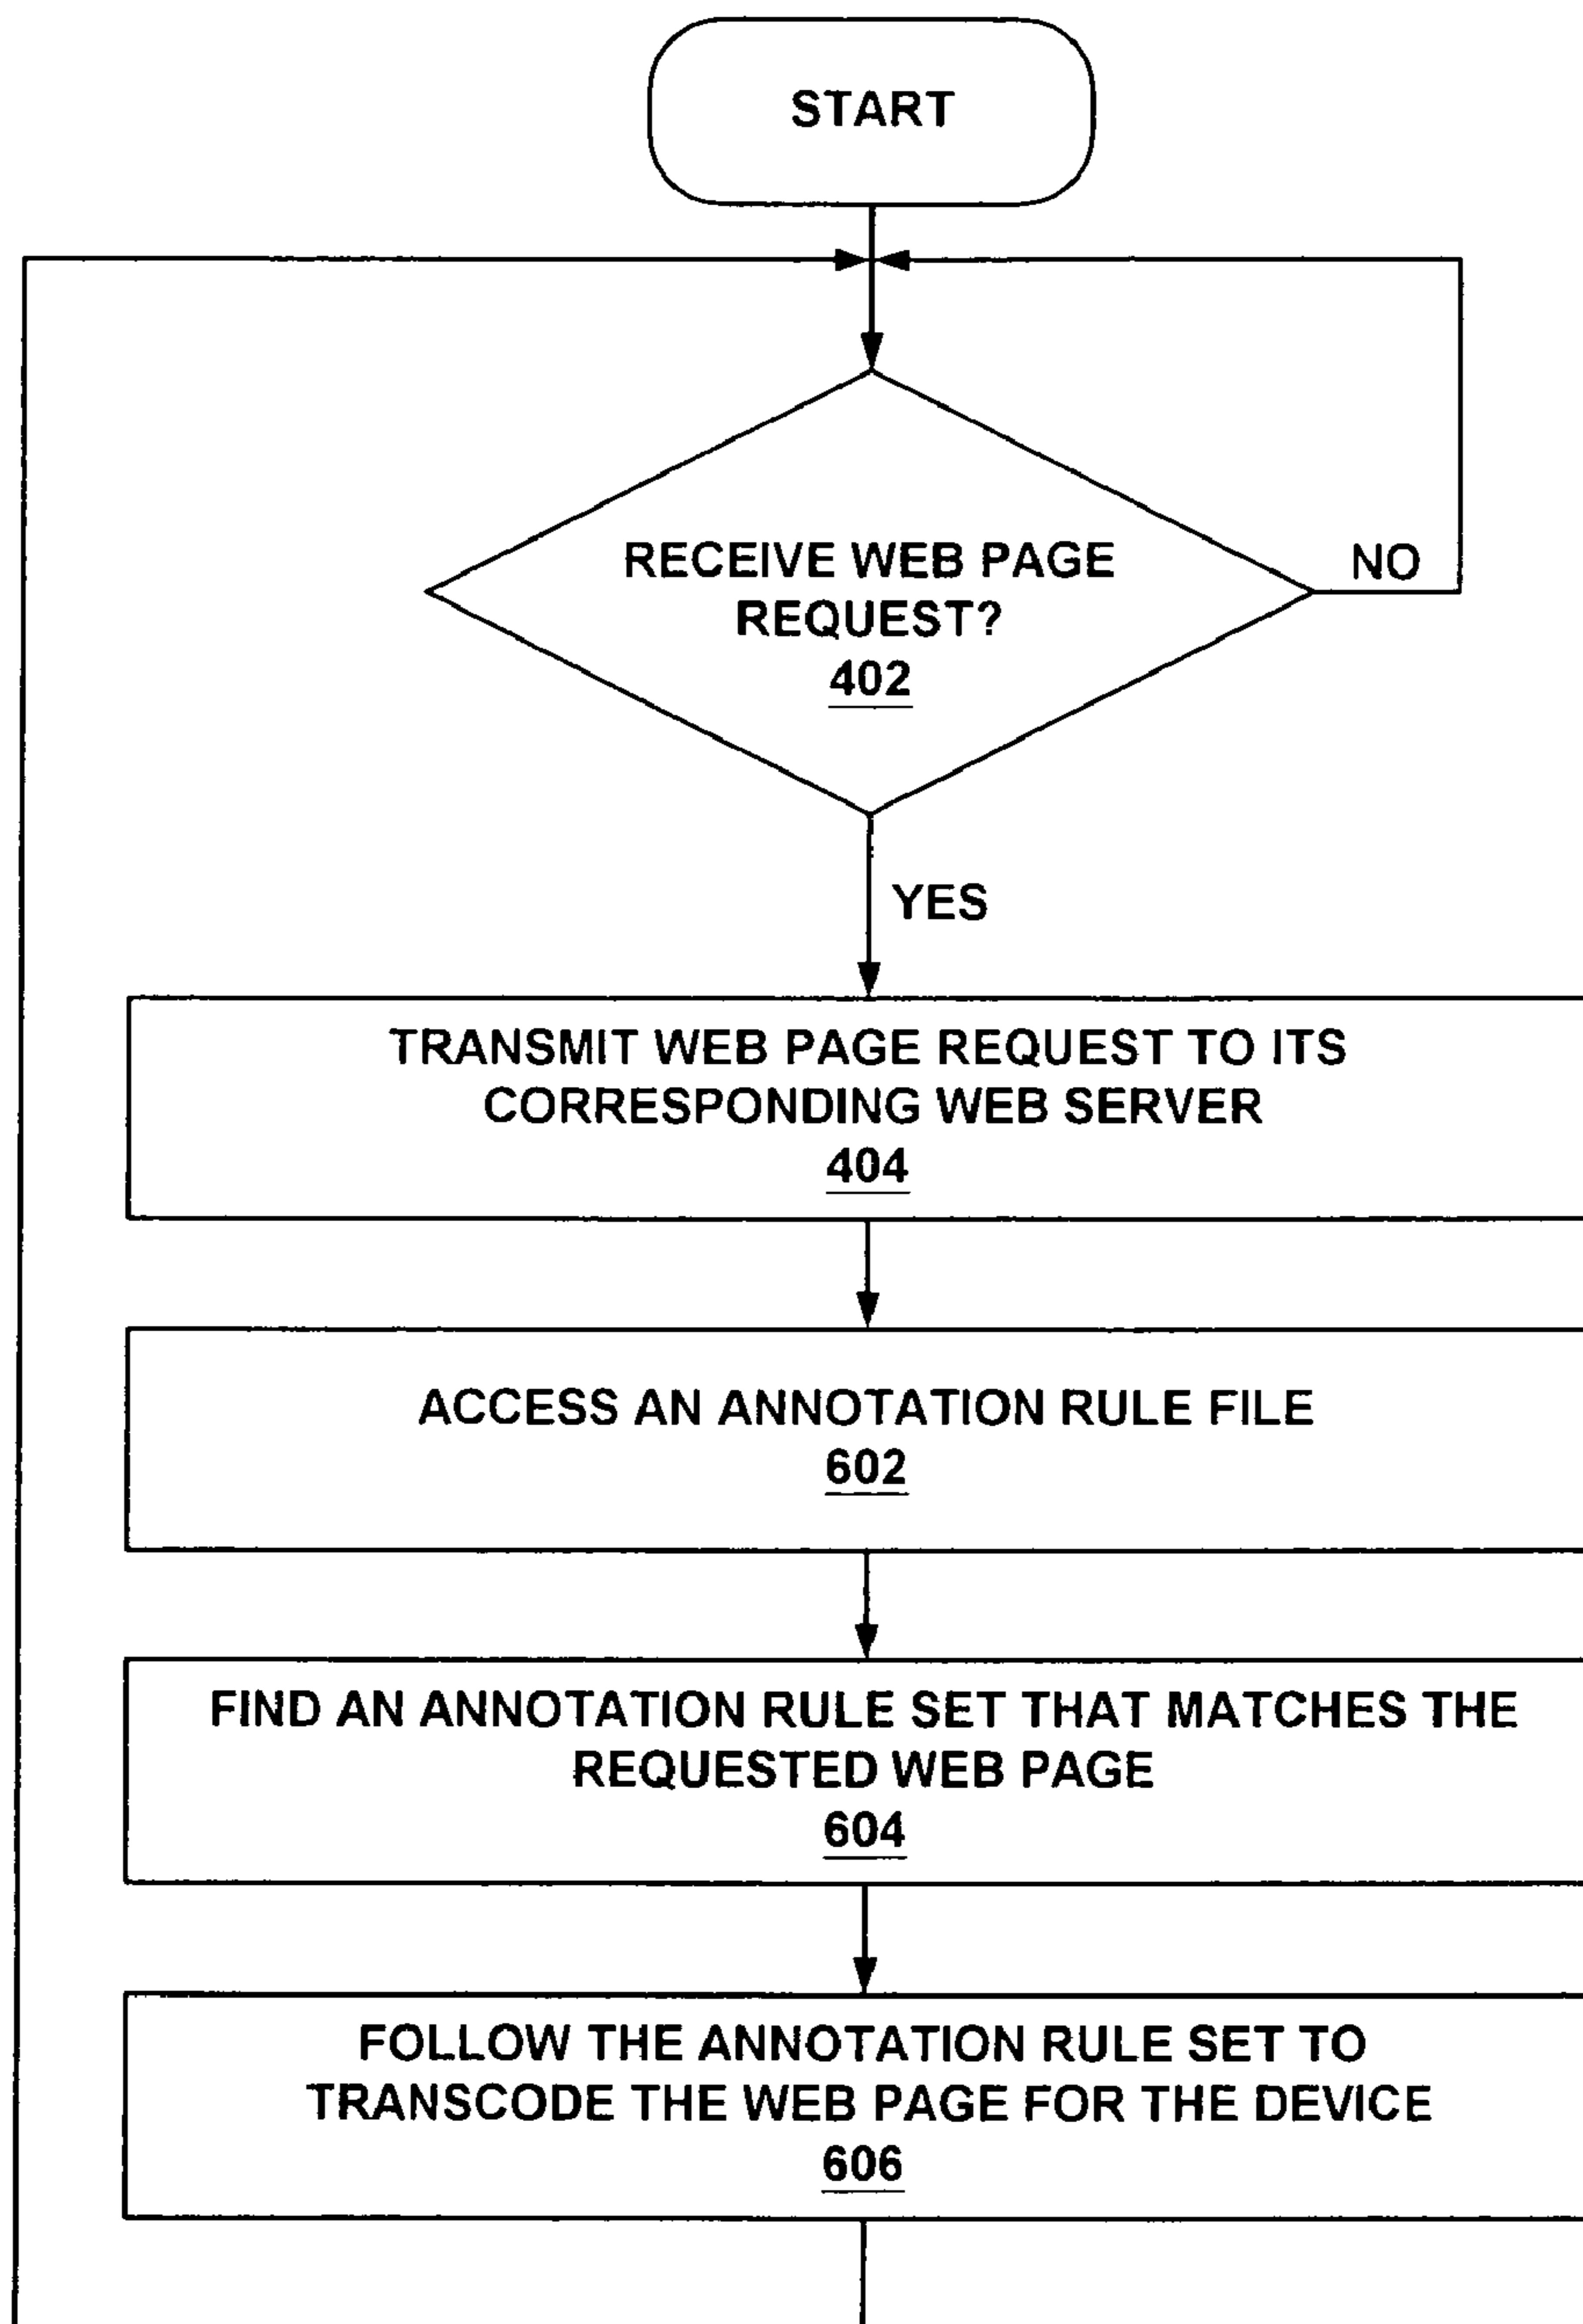 START
RECEIVE WEB PAGE
REQUEST?
402
NO
YES
TRANSMIT WEB PAGE REQUEST TO ITS
CORRESPONDING WEB SERVER
404
ACCESS AN ANNOTATION RULE FILE
602
FIND AN ANNOTATION RULE SET THAT MATCHES THE
REQUESTED WEB PAGE
604
FOLLOW THE ANNOTATION RULE SET TO
TRANSCODE THE WEB PAGE FOR THE DEVICE
606